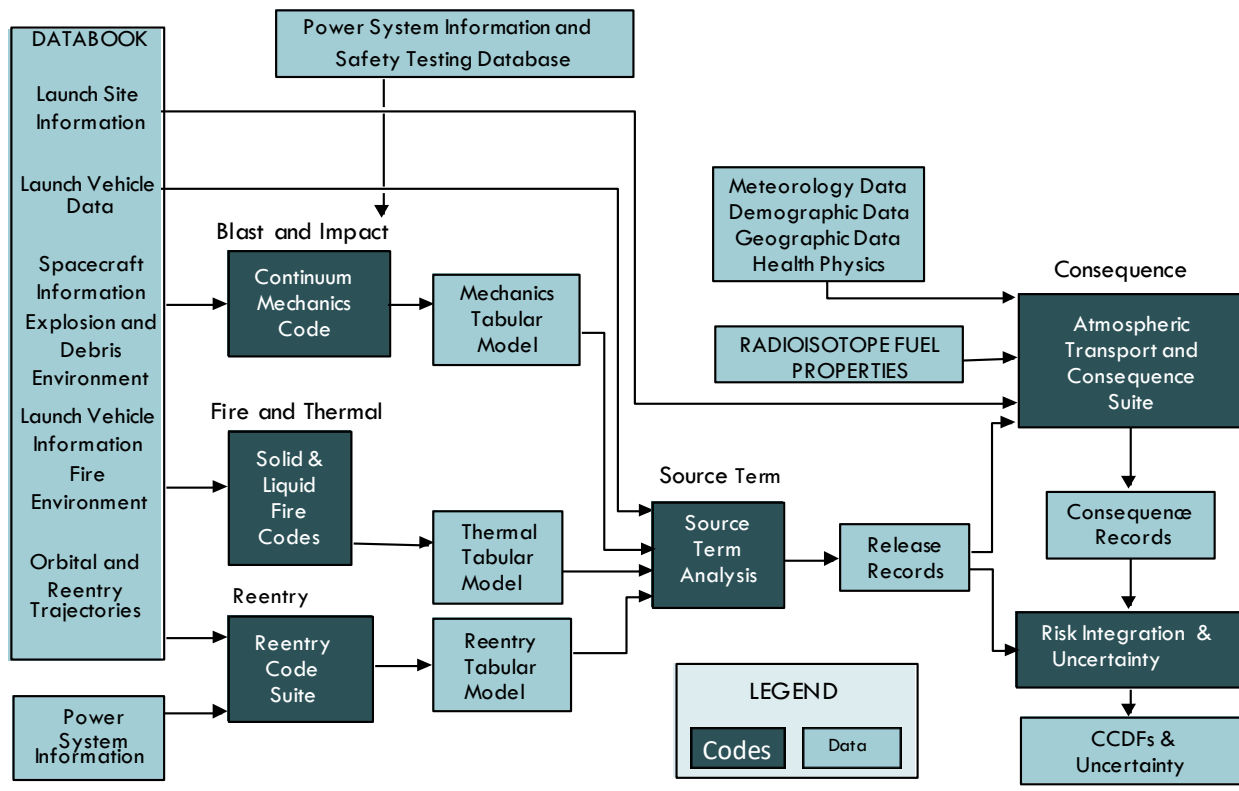 DATABOOK
Launch Site
Information
Launch Vehicle
Data
Spacecraft
Information
Explosion and
Debris
Environment
Launch Vehicle
Information
Fire
Environment
Orbital and
Reentry
Trajectories
Power
System
Information
Power System Information and
Safety Testing Database
Blast and Impact
Continuum
Mechanics
Code
Mechanics
Tabular
Model
Fire and Thermal
Solid &
Liquid
Fire
Codes
Thermal
Tabular
Model
Reentry
Reentry
Code
Suite
Reentry
Tabular
Model
Source Term
Source
Term
Analysis
Release
Records
Meteorology Data
Demographic Data
Geographic Data
Health Physics
RADIOISOTOPE FUEL
PROPERTIES
Consequence
Atmospheric
Transport and
Consequence
Suite
Consequence
Records
Risk Integration &
Uncertainty
CCDFs &
Uncertainty
LEGEND
Codes
Data